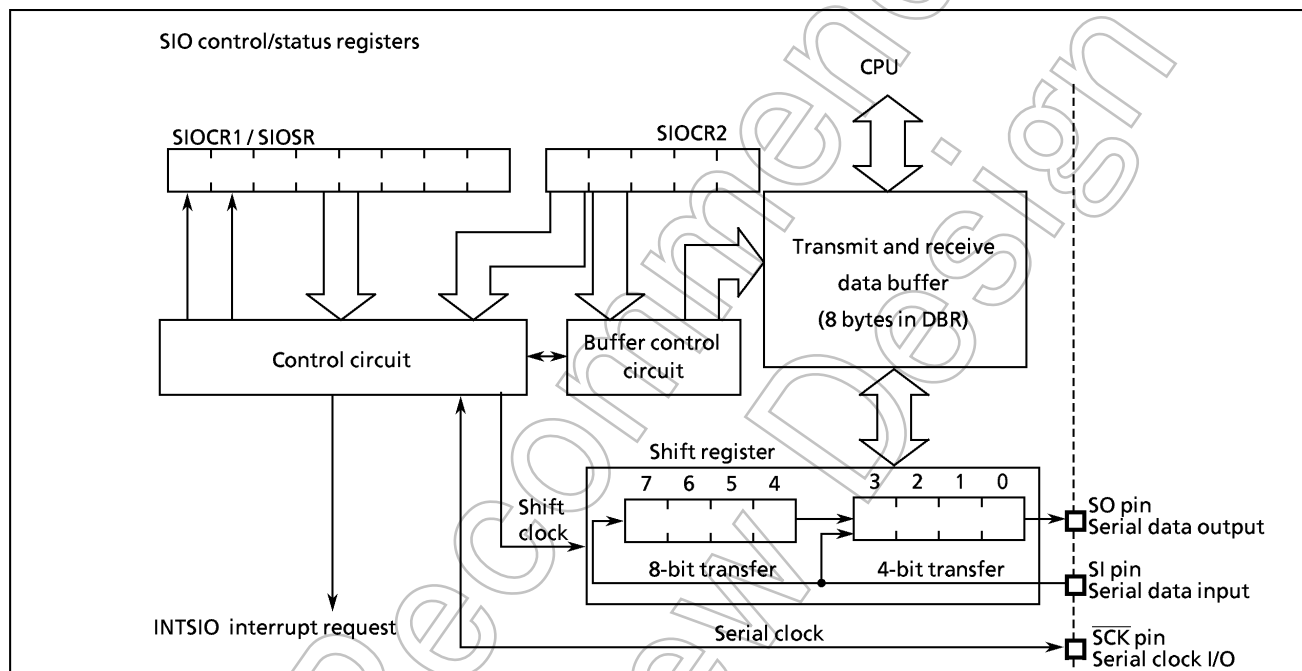 SIO control/status registers
CPU
SIOCR1 / SIOSR
SIOCR2
Transmit and receive
data buffer
(8 bytes in DBR)
Control circuit
Buffer control
circuit
Shift register
7 6 5 4
3 2 1 0
Shift
clock
8-bit transfer
4-bit transfer
SO pin
Serial data output
SI pin
Serial data input
INTSIO interrupt request
Serial clock
SCK pin
Serial clock I/O
Recommen
ew Design